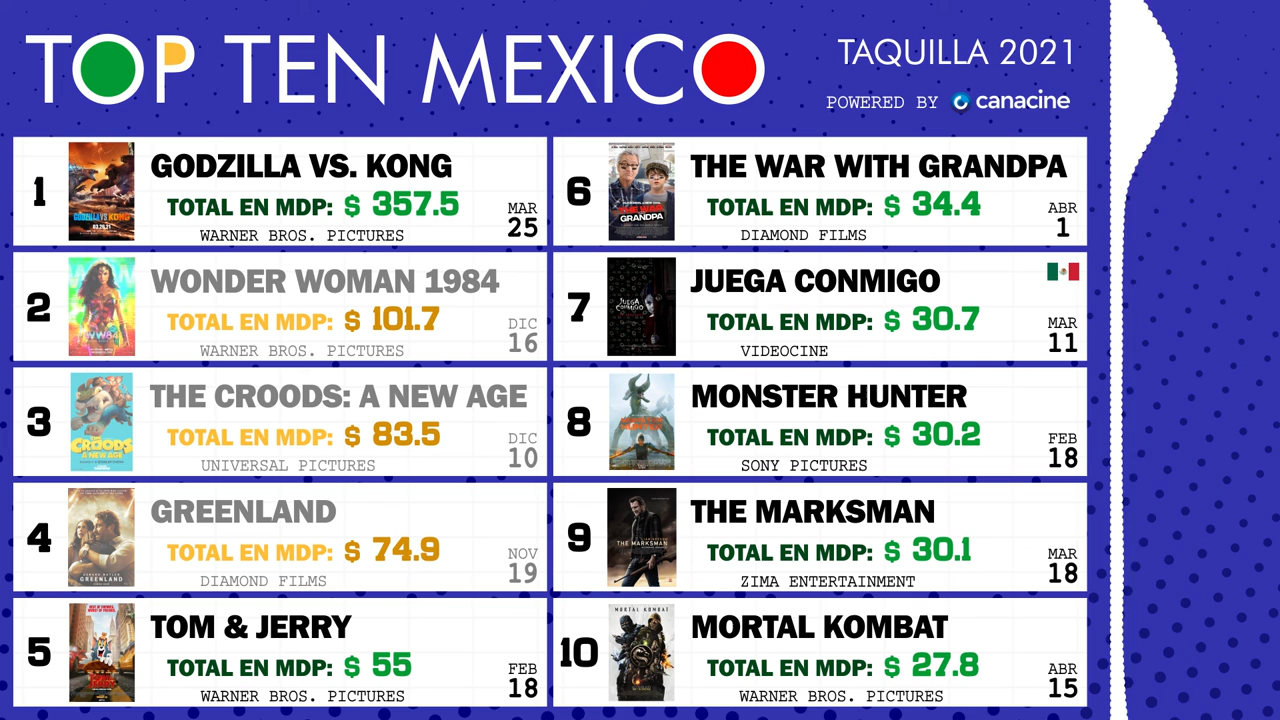 TOP TEN MEXICO
TAQUILLA 2021
POWERED BY canacine
1
GODZILLA VS. KONG
TOTAL EN MDP: $ 357.5
WARNER BROS. PICTURES
MAR
25
2
WONDER WOMAN 1984
TOTAL EN MDP: $ 101.7
WARNER BROS. PICTURES
DIC
16
3
THE CROODS: A NEW AGE
TOTAL EN MDP: $ 83.5
UNIVERSAL PICTURES
DIC
10
4
GREENLAND
TOTAL EN MDP: $ 74.9
DIAMOND FILMS
NOV
19
5
TOM & JERRY
TOTAL EN MDP: $ 55
WARNER BROS. PICTURES
FEB
18
6
THE WAR WITH GRANDPA
TOTAL EN MDP: $ 34.4
DIAMOND FILMS
ABR
1
7
JUEGA CONMIGO
TOTAL EN MDP: $ 30.7
VIDEOCINE
MAR
11
8
MONSTER HUNTER
TOTAL EN MDP: $ 30.2
SONY PICTURES
FEB
18
9
THE MARKSMAN
TOTAL EN MDP: $ 30.1
ZIMA ENTERTAINMENT
MAR
18
10
MORTAL KOMBAT
TOTAL EN MDP: $ 27.8
WARNER BROS. PICTURES
ABR
15